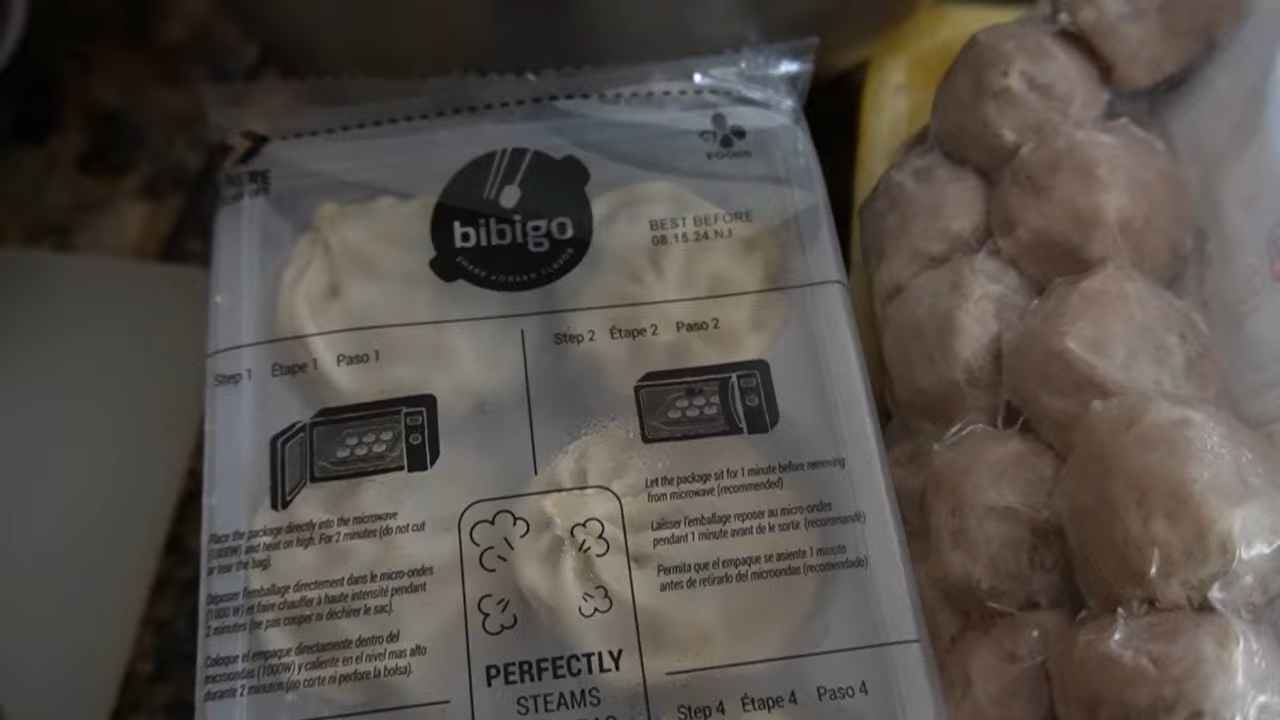 bibigo
SHARE KOREAN FLAVOR
BEST BEFORE
08.15.24.NJ
Step 1 Étape 1 Paso 1
Step 2 Étape 2 Paso 2
Place the package directly into the microwave
(1000W) and heat on high. For 2 minutes (do not cut
or tear the bag).
Déposer l'emballage directement dans le micro-ondes
(1000 W) et faire chauffer à haute intensité pendant
2 minutes (ne pas couper ni déchirer le sac).
Coloque el empaque directamente dentro del
microondas (1000W) y caliente en el nivel mas alto
durante 2 minutos (no corte ni perfore la bolsa).
Let the package sit for 1 minute before removing
from microwave (recommended)
Laisser l'emballage reposer au micro-ondes
pendant 1 minute avant de le sortir. (recommandé)
Permita que el empaque se asiente 1 minuto
antes de retirarlo del microondas (recomendado)
PERFECTLY
STEAMS
Step 4 Étape 4 Paso 4